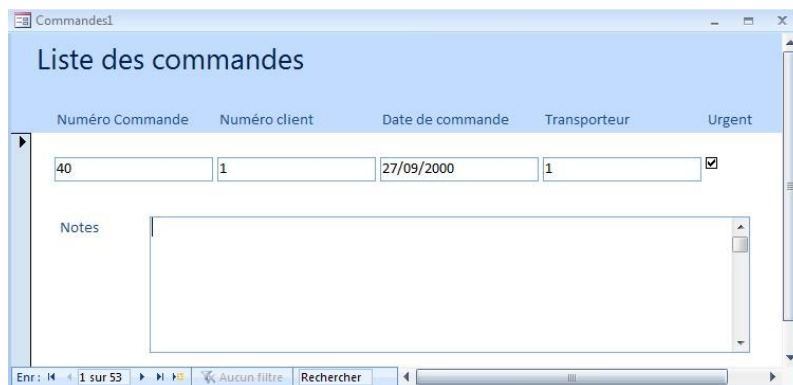 Commandes1
Liste des commandes
Numéro Commande Numéro client Date de commande Transporteur Urgent
40 1 27/09/2000 1
Notes
Enr : 1 sur 53 Aucun filtre Rechercher